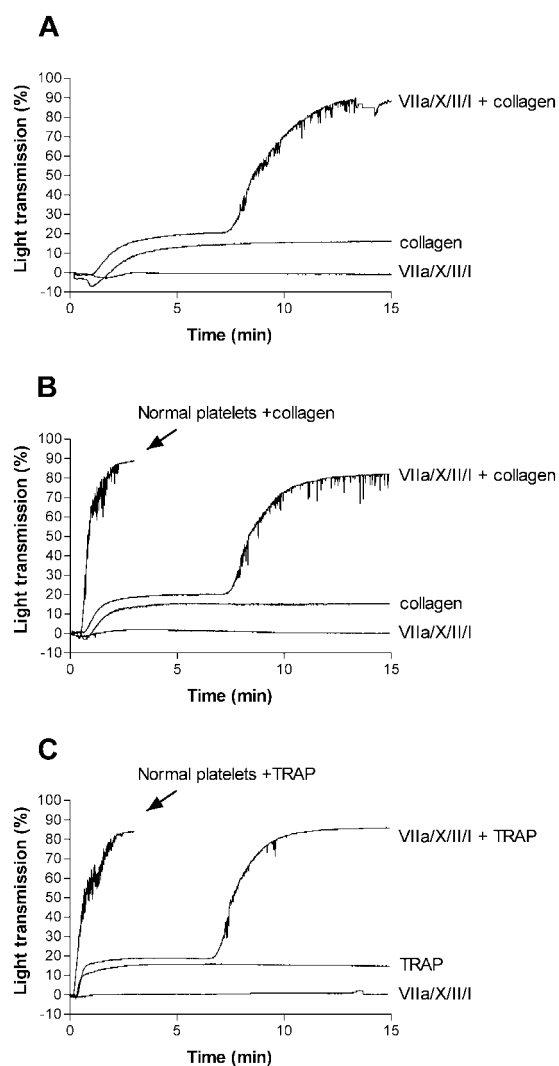 A
Light transmission (%)
100
90
80
70
60
50
40
30
20
10
0
-10
VIIa/X/II/I + collagen
collagen
VIIa/X/II/I
0 5 10 15
Time (min)
B
Normal platelets +collagen
Light transmission (%)
100
90
80
70
60
50
40
30
20
10
0
-10
VIIa/X/II/I + collagen
collagen
VIIa/X/II/I
0 5 10 15
Time (min)
C
Normal platelets +TRAP
Light transmission (%)
100
90
80
70
60
50
40
30
20
10
0
-10
VIIa/X/II/I + TRAP
TRAP
VIIa/X/II/I
0 5 10 15
Time (min)